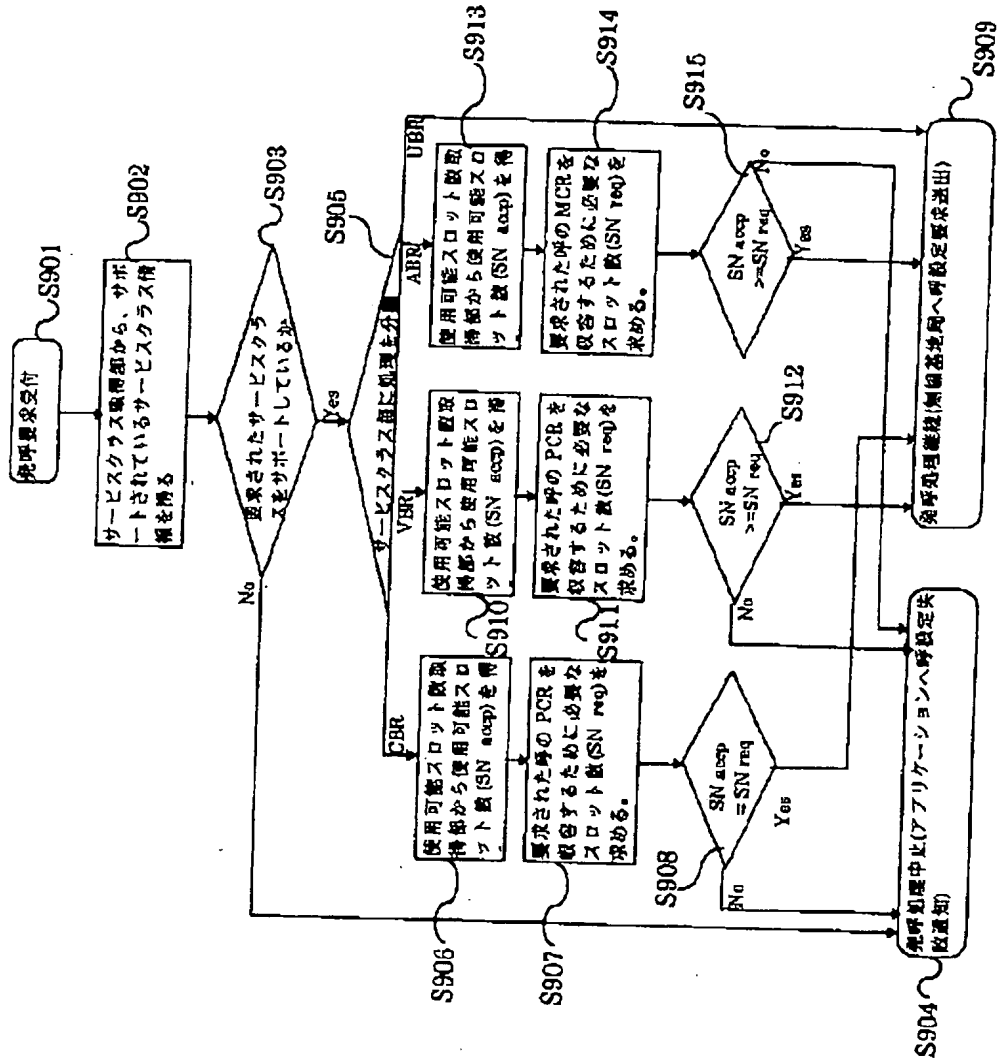 発呼要求受付
S901
サービスクラス取得部から、サポ
ートされているサービスクラス情
報を得る
S902
要求されたサービスクラ
スをサポートしているか
S903
No
Yes
サービスクラス毎に処理を分
S905
CBR
VBR
ABR
UBR
使用可能スロット数取
得部から使用可能スロ
ット数(SN accp)を得
S906
使用可能スロット数取
得部から使用可能スロ
ット数(SN accp)を得
S910
使用可能スロット数取
得部から(使用可能スロ
ット数(SN accp)を得
S913
要求された呼のPCRを
収容するために必要な
スロット数(SN req)を
求める。
S907
要求された呼のPCRを
収容するために必要な
スロット数(SN req)を
求める。
S911
要求された呼のMCRを
収容するために必要な
スロット数(SN req)を
求める。
S914
SN accp
=SN req
S908
No
Yes
SN accp
>=SN req
S912
No
Yes
SN accp
>=SN req
S915
No
Yes
発呼処理中止(アプリケーションへ呼設定失
敗通知)
S904
発呼処理継続(無線基地局へ呼設定要求送出)
S909